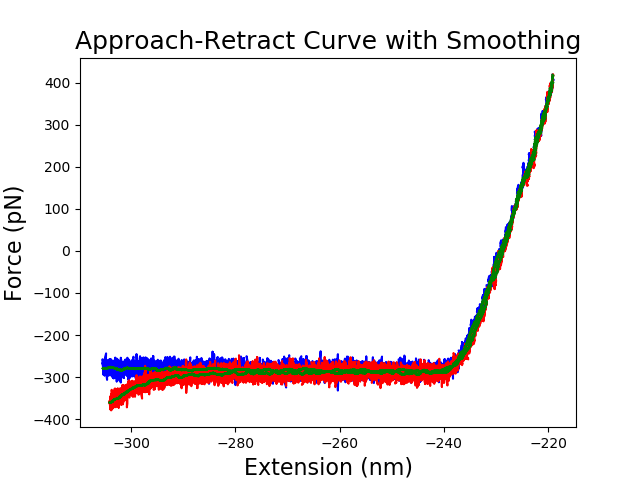 Approach-Retract Curve with Smoothing
400
300
200
100
0
−100
−200
−300
−400
Force (pN)
−300 −280 −260 −240 −220
Extension (nm)